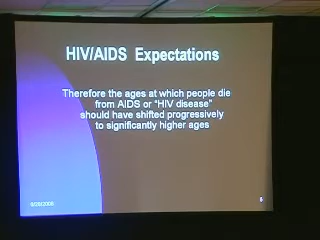 HIV/AIDS Expectations
Therefore the ages at which people die
from AIDS or "HIV disease"
should have shifted progressively
to significantly higher ages